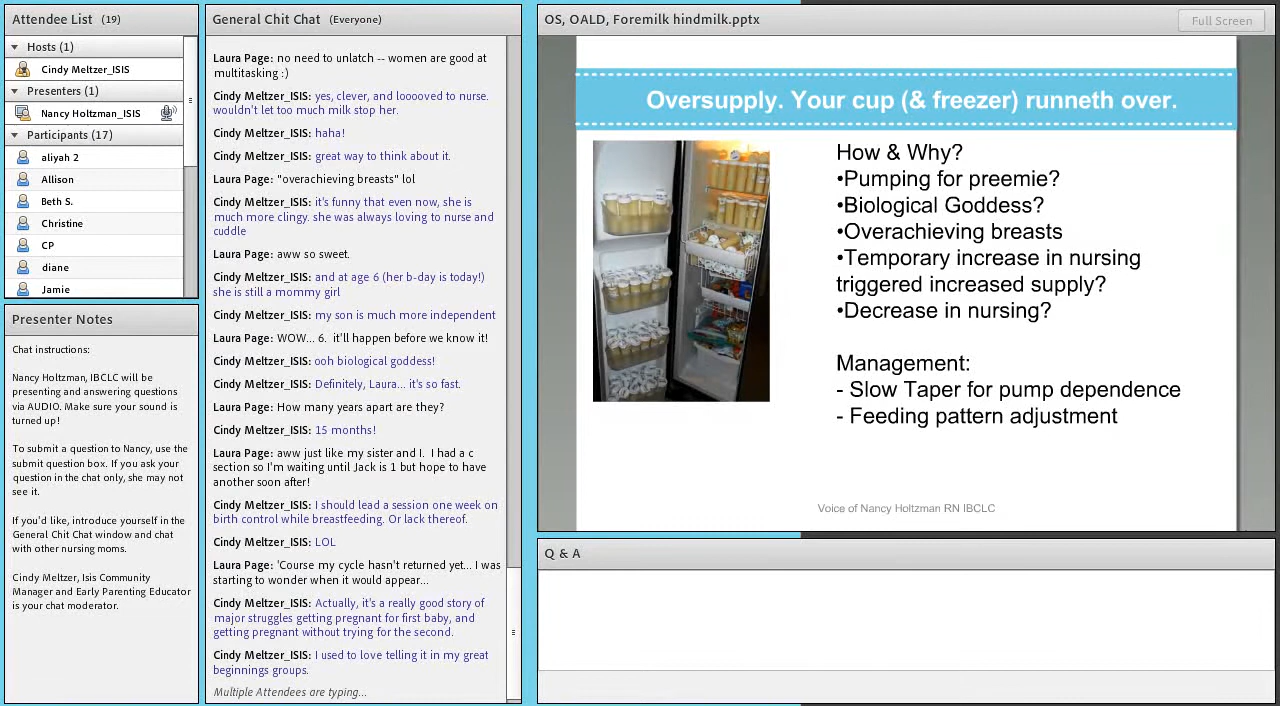 Attendee List (19)
Hosts (1)
Cindy Meltzer_ISIS
Presenters (1)
Nancy Holtzman_ISIS
Participants (17)
aliyah 2
Allison
Beth S.
Christine
CP
diane
Jamie
Presenter Notes
Chat instructions:
Nancy Holtzman, IBCLC will be
presenting and answering questions
via AUDIO. Make sure your sound is
turned up!
To submit a question to Nancy, use the
submit question box. If you ask your
question in the chat only, she may not
see it.
If you'd like, introduce yourself in the
General Chit Chat window and chat
with other nursing moms.
Cindy Meltzer, Isis Community
Manager and Early Parenting Educator
is your chat moderator.
General Chit Chat (Everyone)
Laura Page: no need to unlatch -- women are good at
multitasking :)
Cindy Meltzer_ISIS: yes, clever, and looooved to nurse.
wouldn't let too much milk stop her.
Cindy Meltzer_ISIS: haha!
Cindy Meltzer_ISIS: great way to think about it.
Laura Page: "overachieving breasts" lol
Cindy Meltzer_ISIS: it's funny that even now, she is
much more clingy. she was always loving to nurse and
cuddle
Laura Page: aww so sweet.
Cindy Meltzer_ISIS: and at age 6 (her b-day is today!)
she is still a mommy girl
Cindy Meltzer_ISIS: my son is much more independent
Laura Page: WOW... 6. it'll happen before we know it!
Cindy Meltzer_ISIS: ooh biological goddess!
Cindy Meltzer_ISIS: Definitely, Laura... it's so fast.
Laura Page: How many years apart are they?
Cindy Meltzer_ISIS: 15 months!
Laura Page: aww just like my sister and I. I had a c
section so I'm waiting until Jack is 1 but hope to have
another soon after!
Cindy Meltzer_ISIS: I should lead a session one week on
birth control while breastfeeding. Or lack thereof.
Cindy Meltzer_ISIS: LOL
Laura Page: 'Course my cycle hasn't returned yet... I was
starting to wonder when it would appear...
Cindy Meltzer_ISIS: Actually, it's a really good story of
major struggles getting pregnant for first baby, and
getting pregnant without trying for the second.
Cindy Meltzer_ISIS: I used to love telling it in my great
beginnings groups.
Multiple Attendees are typing...
OS, OALD, Foremilk hindmilk.pptx
Full Screen
Oversupply. Your cup (& freezer) runneth over.
How & Why?
•Pumping for preemie?
•Biological Goddess?
•Overachieving breasts
•Temporary increase in nursing
triggered increased supply?
•Decrease in nursing?
Management:
- Slow Taper for pump dependence
- Feeding pattern adjustment
Voice of Nancy Holtzman RN IBCLC
Q & A